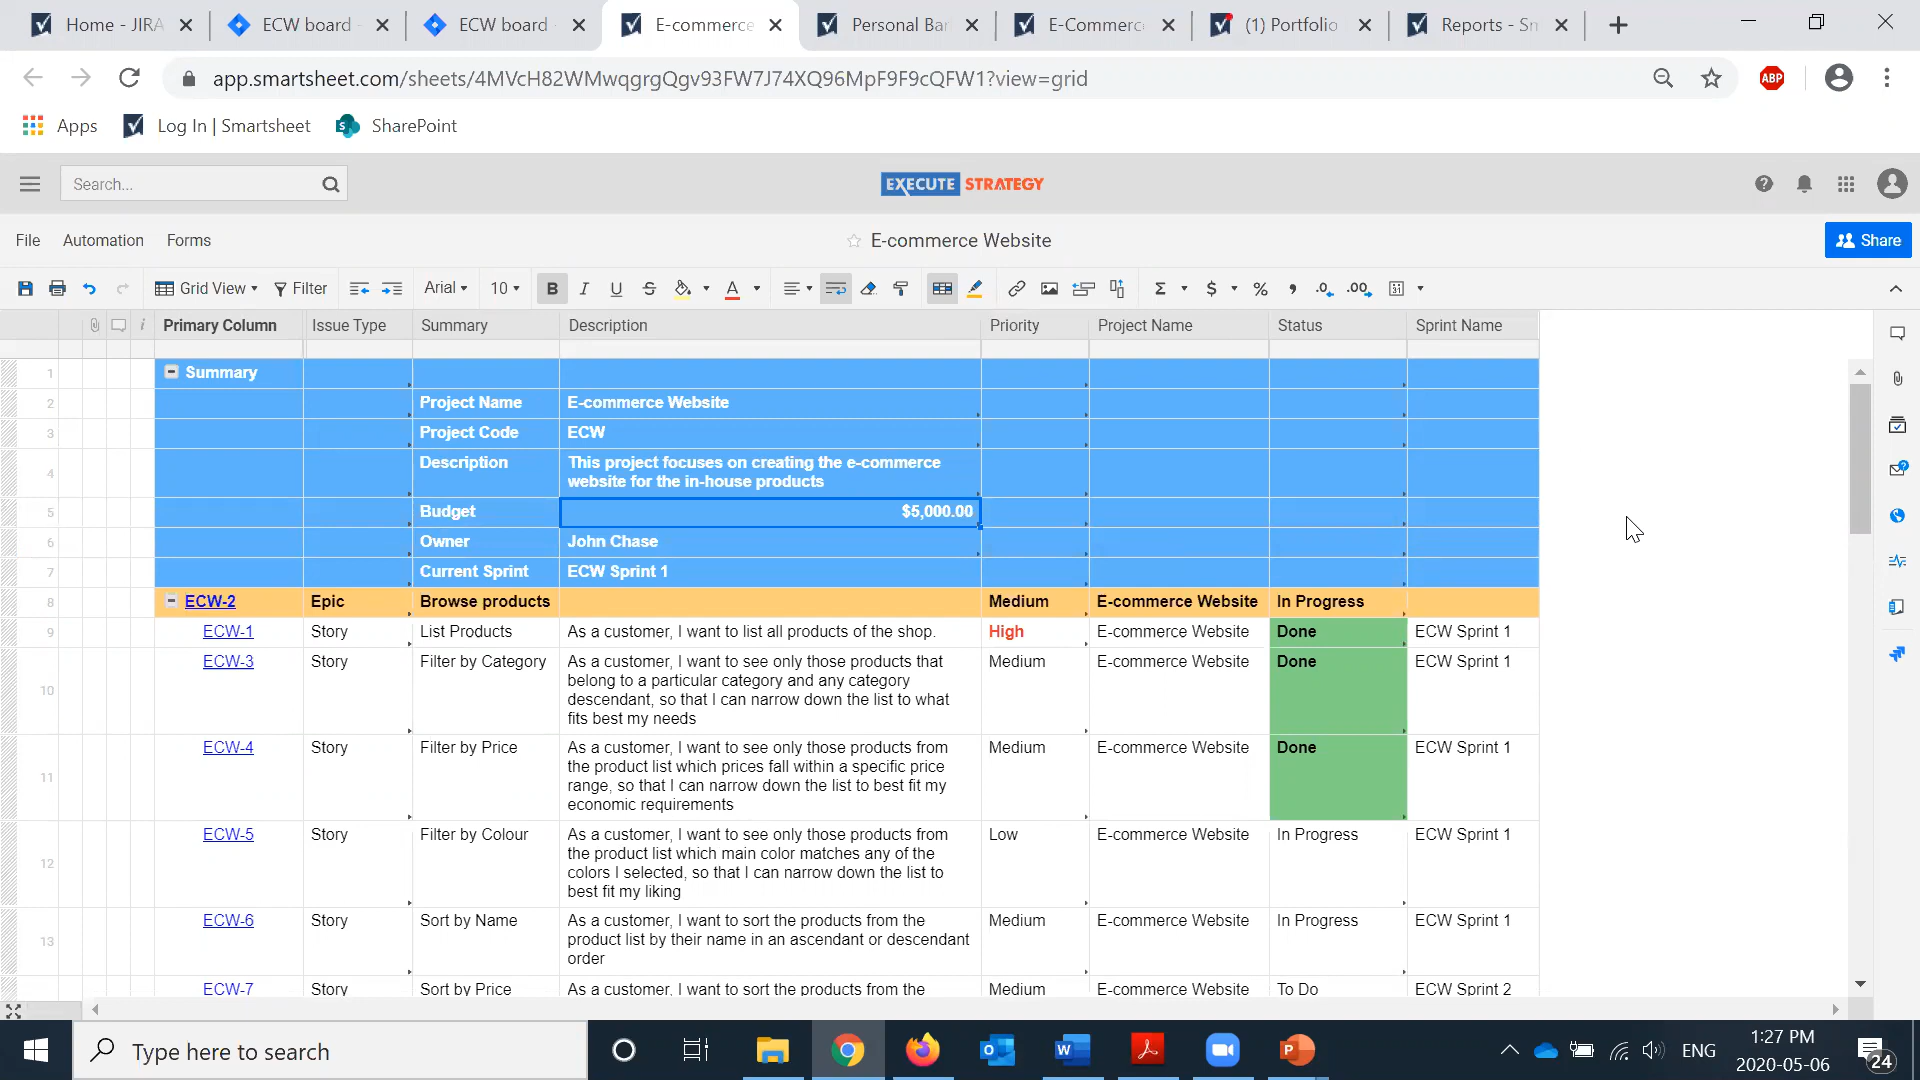 Home - JIRA
ECW board -
ECW board -
E-commerce
Personal Ban
E-Commerc
(1) Portfolio
Reports - Sm
app.smartsheet.com/sheets/4MVcH82WMwqgrgQgv93FW7J74XQ96MpF9F9cQFW1?view=grid
ABP
Apps
Log In | Smartsheet
SharePoint
Search...
EXECUTE STRATEGY
File
Automation
Forms
E-commerce Website
Share
Grid View
Filter
Arial
10
Primary Column Issue Type Summary Description Priority Project Name Status Sprint Name
1 Summary
2 Project Name E-commerce Website
3 Project Code ECW
4 Description This project focuses on creating the e-commerce
website for the in-house products
5 Budget $5,000.00
6 Owner John Chase
7 Current Sprint ECW Sprint 1
8 ECW-2 Epic Browse products Medium E-commerce Website In Progress
9 ECW-1 Story List Products As a customer, I want to list all products of the shop. High E-commerce Website Done ECW Sprint 1
10 ECW-3 Story Filter by Category As a customer, I want to see only those products that Medium E-commerce Website Done ECW Sprint 1
belong to a particular category and any category
descendant, so that I can narrow down the list to what
fits best my needs
11 ECW-4 Story Filter by Price As a customer, I want to see only those products from Medium E-commerce Website Done ECW Sprint 1
the product list which prices fall within a specific price
range, so that I can narrow down the list to best fit my
economic requirements
12 ECW-5 Story Filter by Colour As a customer, I want to see only those products from Low E-commerce Website In Progress ECW Sprint 1
the product list which main color matches any of the
colors I selected, so that I can narrow down the list to
best fit my liking
13 ECW-6 Story Sort by Name As a customer, I want to sort the products from the Medium E-commerce Website In Progress ECW Sprint 1
product list by their name in an ascendant or descendant
order
ECW-7 Story Sort by Price As a customer, I want to sort the products from the Medium E-commerce Website To Do ECW Sprint 2
Type here to search
ENG
1:27 PM
2020-05-06
24